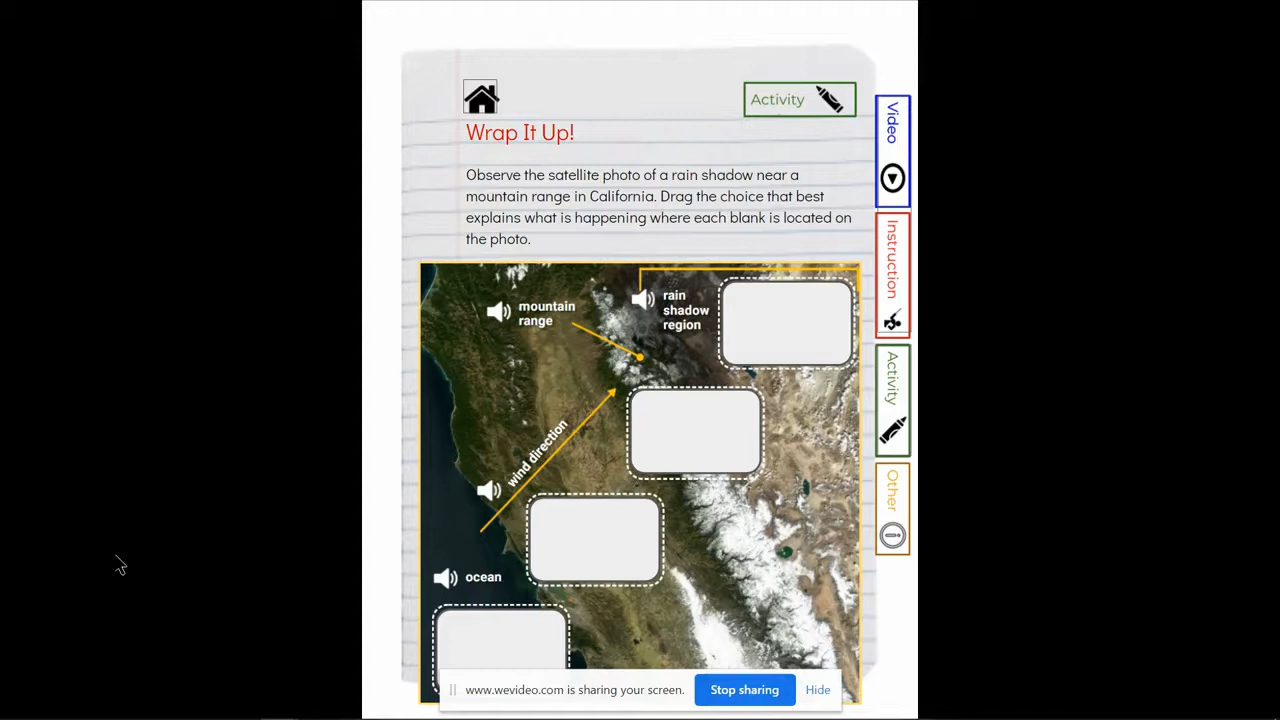 Activity
Wrap It Up!
Observe the satellite photo of a rain shadow near a
mountain range in California. Drag the choice that best
explains what is happening where each blank is located on
the photo.
mountain
range
rain
shadow
region
wind direction
ocean
Video
Instruction
Activity
Other
www.wevideo.com is sharing your screen.
Stop sharing
Hide